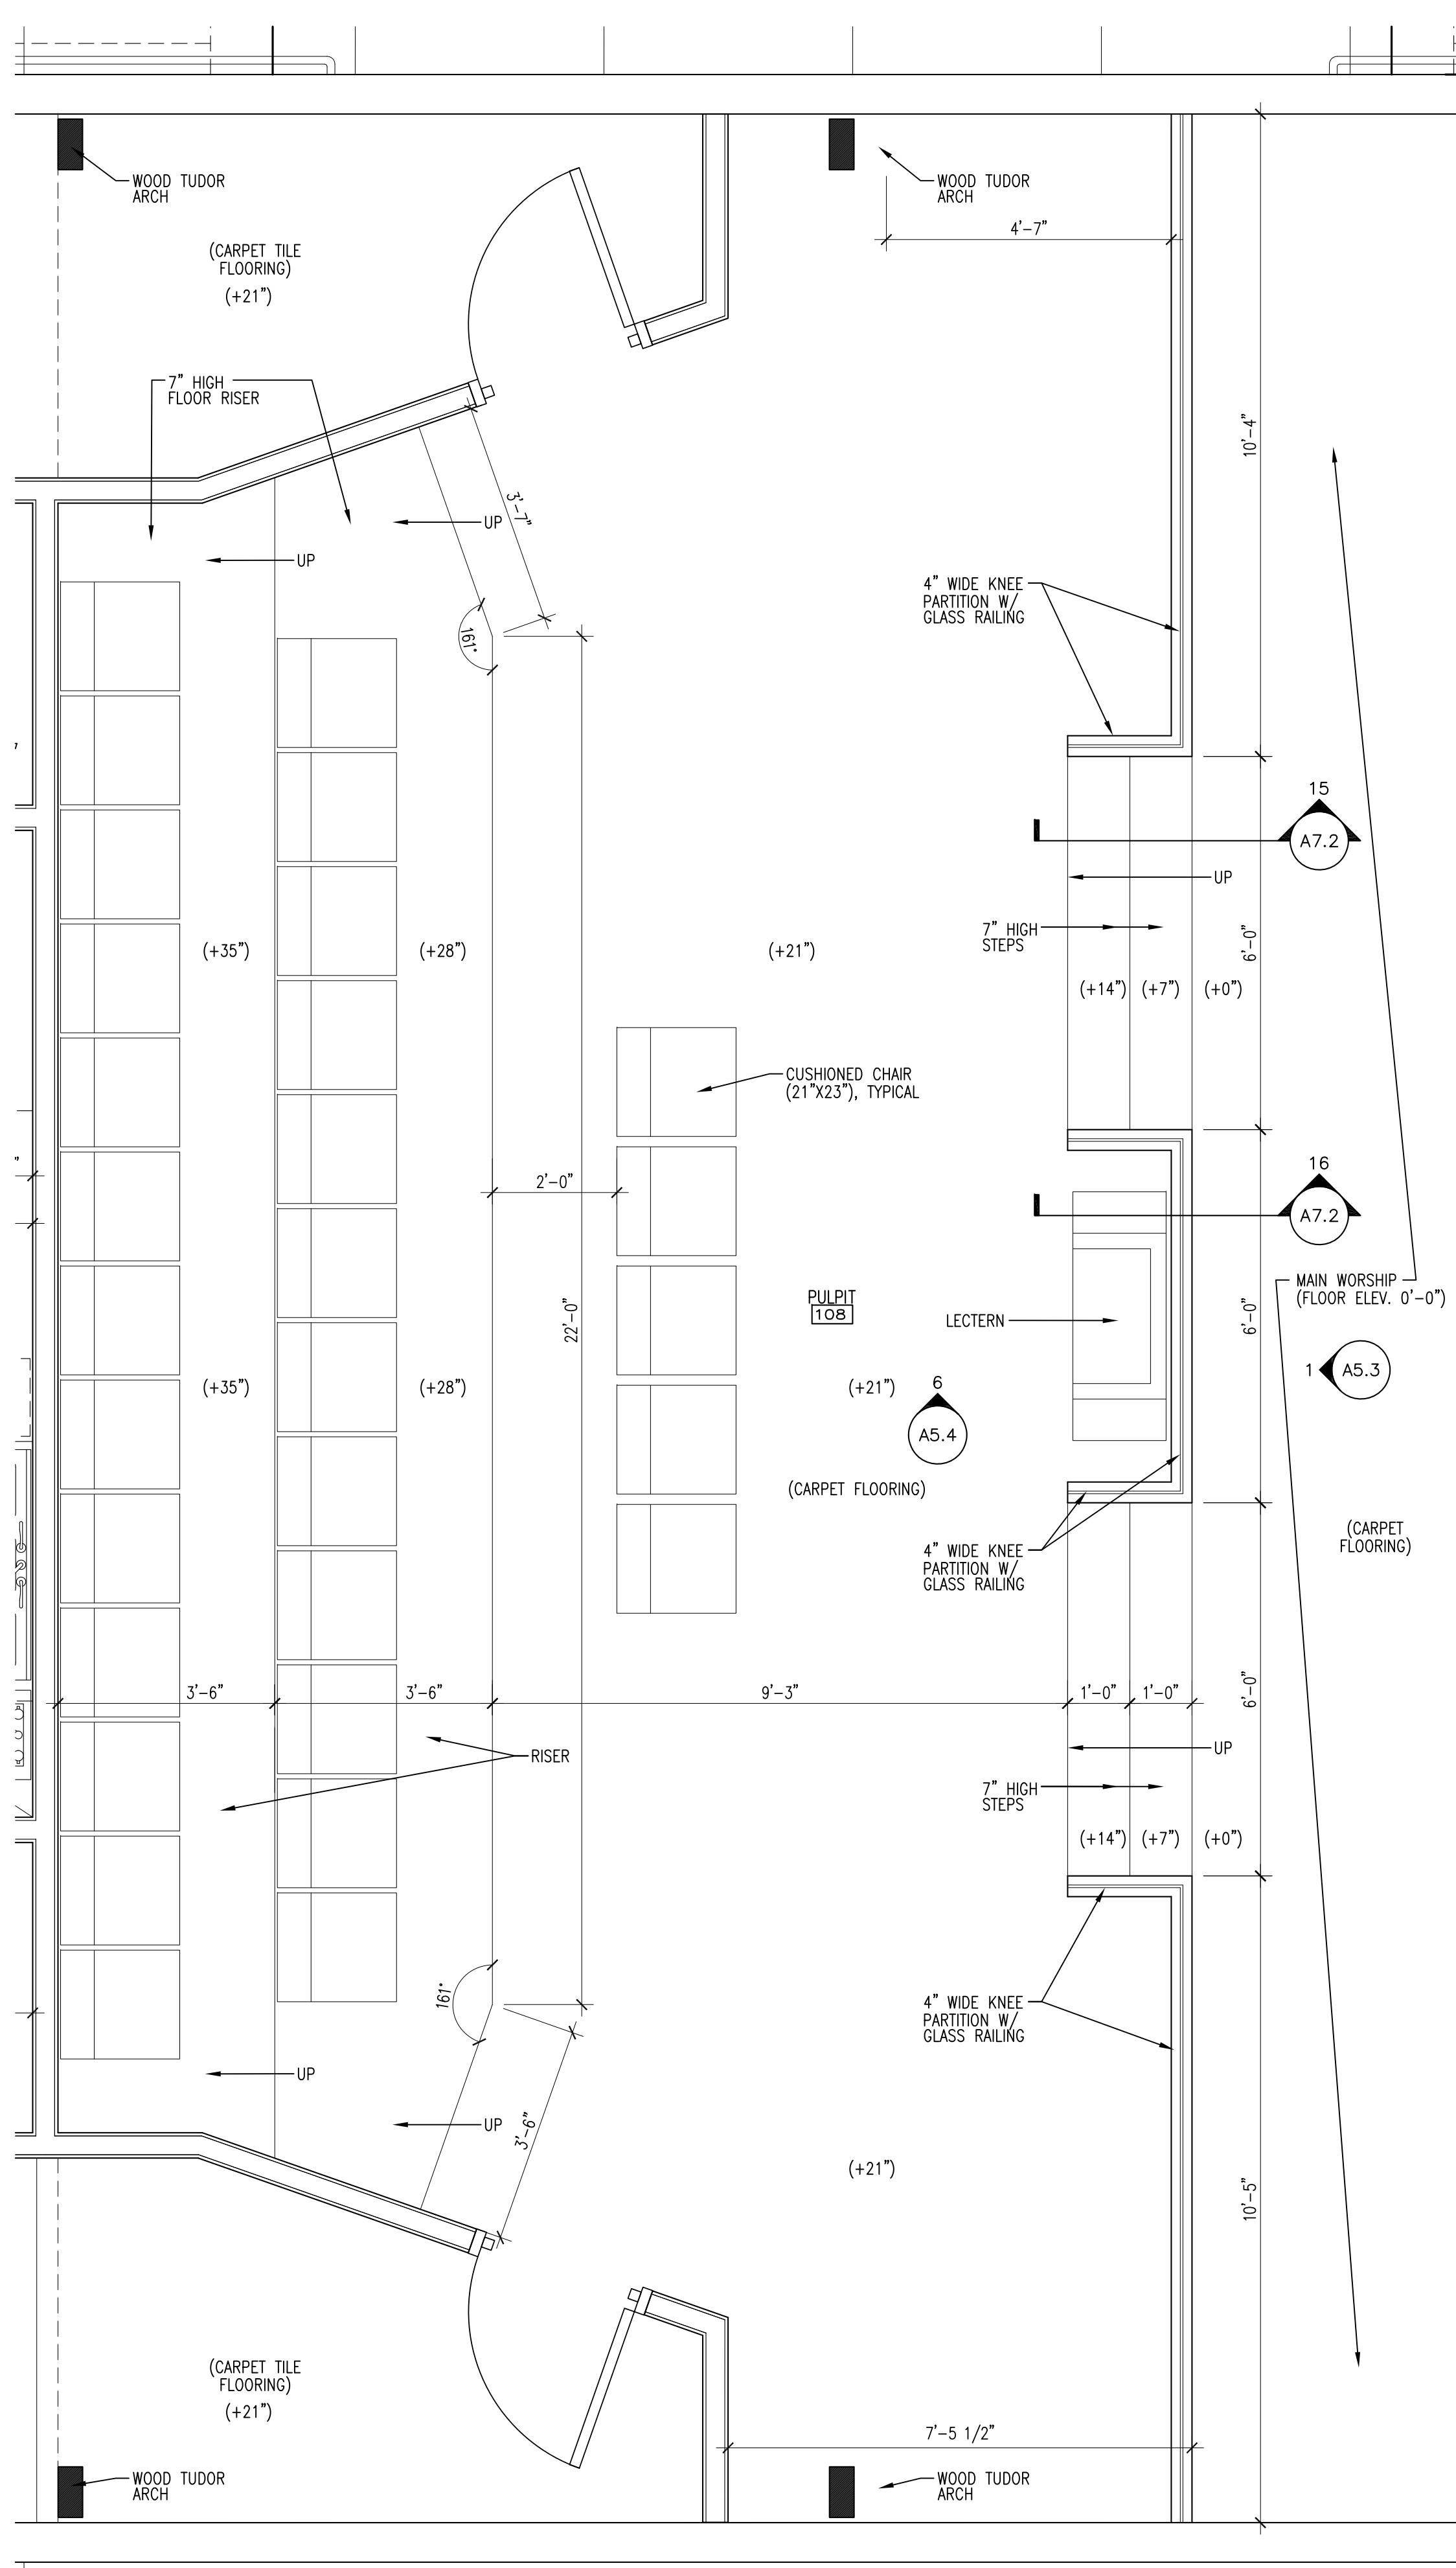 WOOD TUDOR
ARCH
WOOD TUDOR
ARCH
4'-7"
(CARPET TILE
FLOORING)
(+21")
7" HIGH
FLOOR RISER
10'-4"
3'-7"
UP
UP
4" WIDE KNEE
PARTITION W/
GLASS RAILING
161°
15
A7.2
UP
7" HIGH
STEPS
6'-0"
(+35")
(+28")
(+21")
(+14")
(+7")
(+0")
CUSHIONED CHAIR
(21"X23"), TYPICAL
2'-0"
16
A7.2
MAIN WORSHIP
(FLOOR ELEV. 0'-0")
PULPIT
108
LECTERN
22'-0"
6'-0"
1
A5.3
(+35")
(+28")
(+21")
6
A5.4
(CARPET FLOORING)
(CARPET
FLOORING)
4" WIDE KNEE
PARTITION W/
GLASS RAILING
3'-6"
3'-6"
9'-3"
1'-0"
1'-0"
6'-0"
RISER
UP
7" HIGH
STEPS
(+14")
(+7")
(+0")
161°
4" WIDE KNEE
PARTITION W/
GLASS RAILING
UP
UP
3'-6"
(+21")
10'-5"
(CARPET TILE
FLOORING)
(+21")
7'-5 1/2"
WOOD TUDOR
ARCH
WOOD TUDOR
ARCH